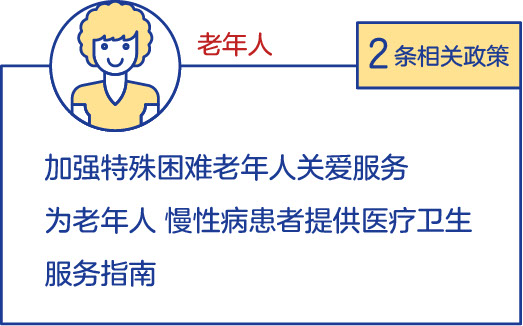 老年人
2条相关政策
加强特殊困难老年人关爱服务
为老年人 慢性病患者提供医疗卫生
服务指南